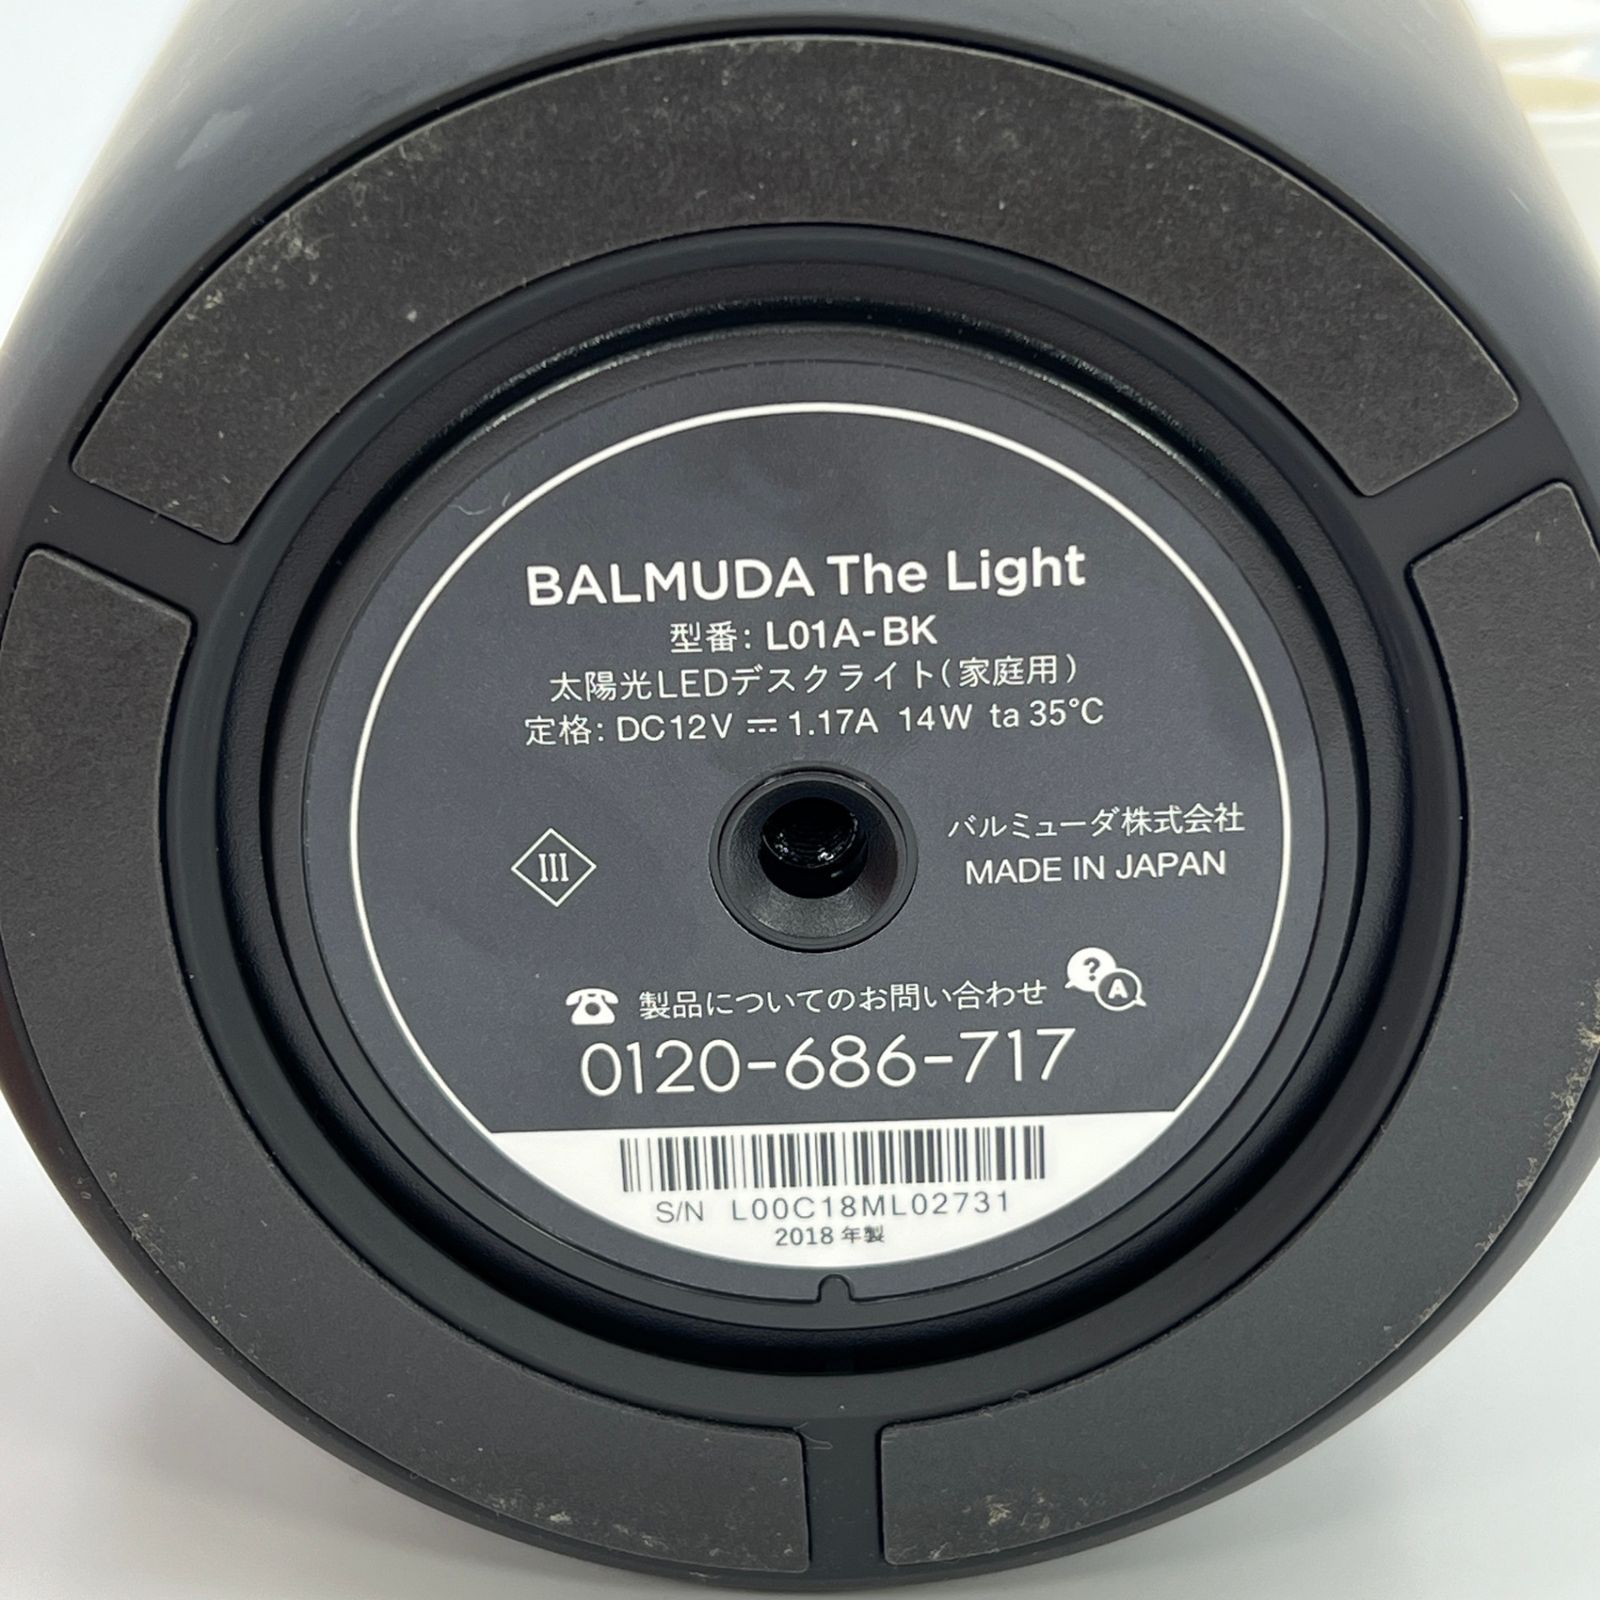 BALMUDA The Light
型番: L01A-BK
太陽光LEDデスクライト(家庭用)
定格: DC12V ⎓ 1.17A 14W ta 35°C
III
バルミューダ株式会社
MADE IN JAPAN
? A
製品についてのお問い合わせ
0120-686-717
S/N L00C18ML02731
2018 年製